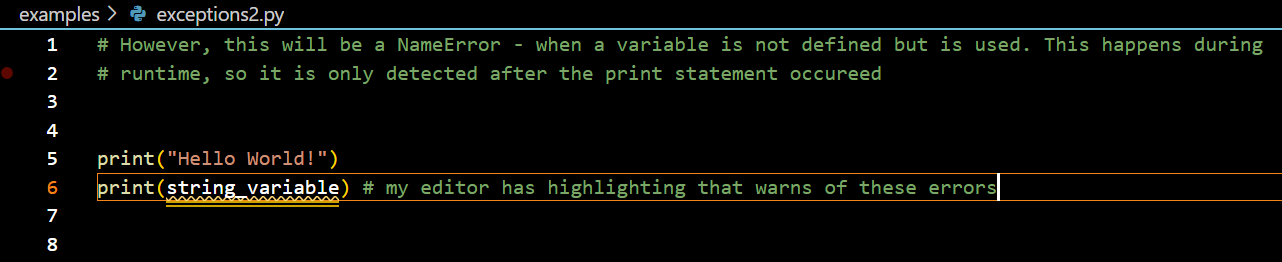 examples > exceptions2.py
1 # However, this will be a NameError - when a variable is not defined but is used. This happens during
2 # runtime, so it is only detected after the print statement occureed
3
4
5 print("Hello World!")
6 print(string_variable) # my editor has highlighting that warns of these errors
7
8